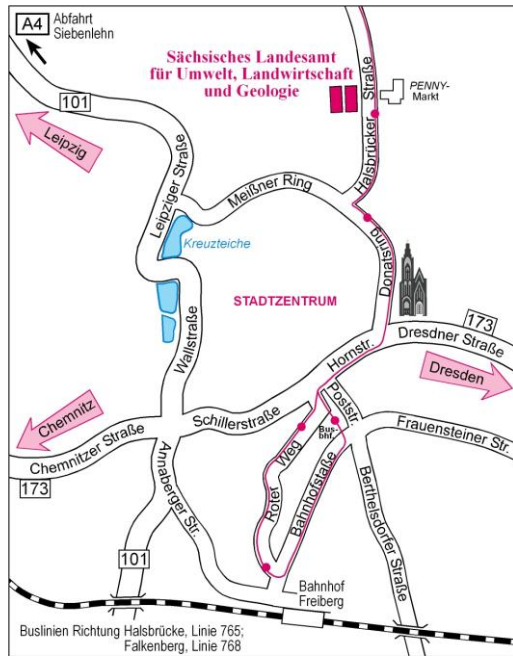 A4 Abfahrt
Siebenlehn
101
Leipzig
Leipziger Straße
Sächsisches Landesamt
für Umwelt, Landwirtschaft
und Geologie
PENNY-
Markt
Halsbrücker Straße
Meißner Ring
Kreuzteiche
Donatsring
STADTZENTRUM
Wallstraße
173
Dresdner Straße
Hornstr.
Dresden
Chemnitz
Schillerstraße
Poststr.
Bus-
bhf.
Frauensteiner Str.
Chemnitzer Straße
173
Annaberger Str.
Roter Weg
Bahnhofstaße
Berthelsdorfer Straße
101
Bahnhof
Freiberg
Buslinien Richtung Halsbrücke, Linie 765;
Falkenberg, Linie 768